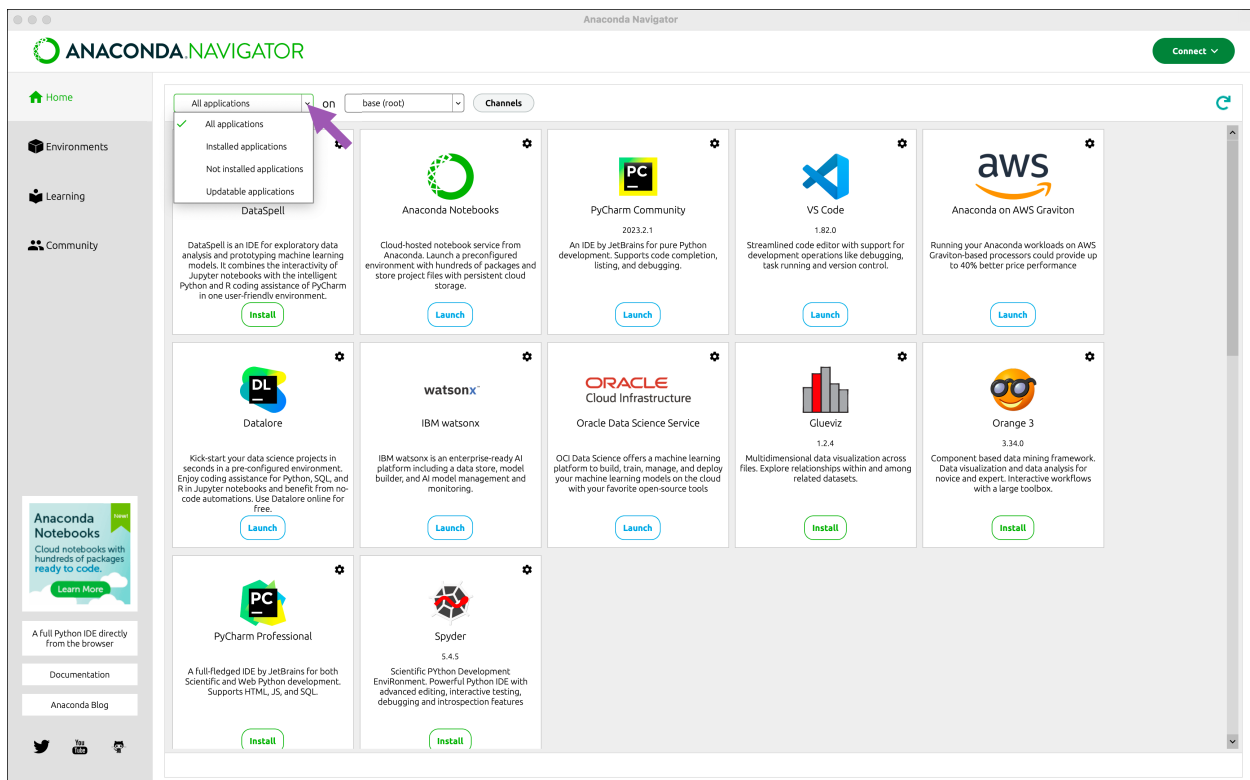 Anaconda Navigator
ANACONDA.NAVIGATOR
Connect
Home
Environments
Learning
Community
All applications
on
base (root)
Channels
All applications
Installed applications
Not installed applications
Updatable applications
DataSpell
DataSpell is an IDE for exploratory data
analysis and prototyping machine learning
models. It combines the interactivity of
Jupyter notebooks with the intelligent
Python and R coding assistance of PyCharm
in one user-friendly environment.
Install
Anaconda Notebooks
Cloud-hosted notebook service from
Anaconda. Launch a preconfigured
environment with hundreds of packages and
store project files with persistent cloud
storage.
Launch
PC
PyCharm Community
2023.2.1
An IDE by JetBrains for pure Python
development. Supports code completion,
listing, and debugging.
Launch
VS Code
1.82.0
Streamlined code editor with support for
development operations like debugging,
task running and version control.
Launch
aws
Anaconda on AWS Graviton
Running your Anaconda workloads on AWS
Graviton-based processors could provide up
to 40% better price performance
Launch
DL
Datalore
Kick-start your data science projects in
seconds in a pre-configured environment.
Enjoy coding assistance for Python, SQL, and
R in Jupyter notebooks and benefit from no-
code automations. Use Datalore online for
free.
Launch
watsonx™
IBM watsonx
IBM watsonx is an enterprise-ready AI
platform including a data store, model
builder, and AI model management and
monitoring.
Launch
ORACLE
Cloud Infrastructure
Oracle Data Science Service
OCI Data Science offers a machine learning
platform to build, train, manage, and deploy
your machine learning models on the cloud
with your favorite open-source tools
Launch
Glueviz
1.2.4
Multidimensional data visualization across
files. Explore relationships within and among
related datasets.
Install
Orange 3
3.34.0
Component based data mining framework.
Data visualization and data analysis for
novice and expert. Interactive workflows
with a large toolbox.
Install
PC
PyCharm Professional
A full-fledged IDE by JetBrains for both
Scientific and Web Python development.
Supports HTML, JS, and SQL.
Install
Spyder
5.4.5
Scientific PYthon Development
EnviRonment. Powerful Python IDE with
advanced editing, interactive testing,
debugging and introspection features
Install
New!
Anaconda
Notebooks
Cloud notebooks with
hundreds of packages
ready to code.
Learn More
A full Python IDE directly
from the browser
Documentation
Anaconda Blog
You
Tube